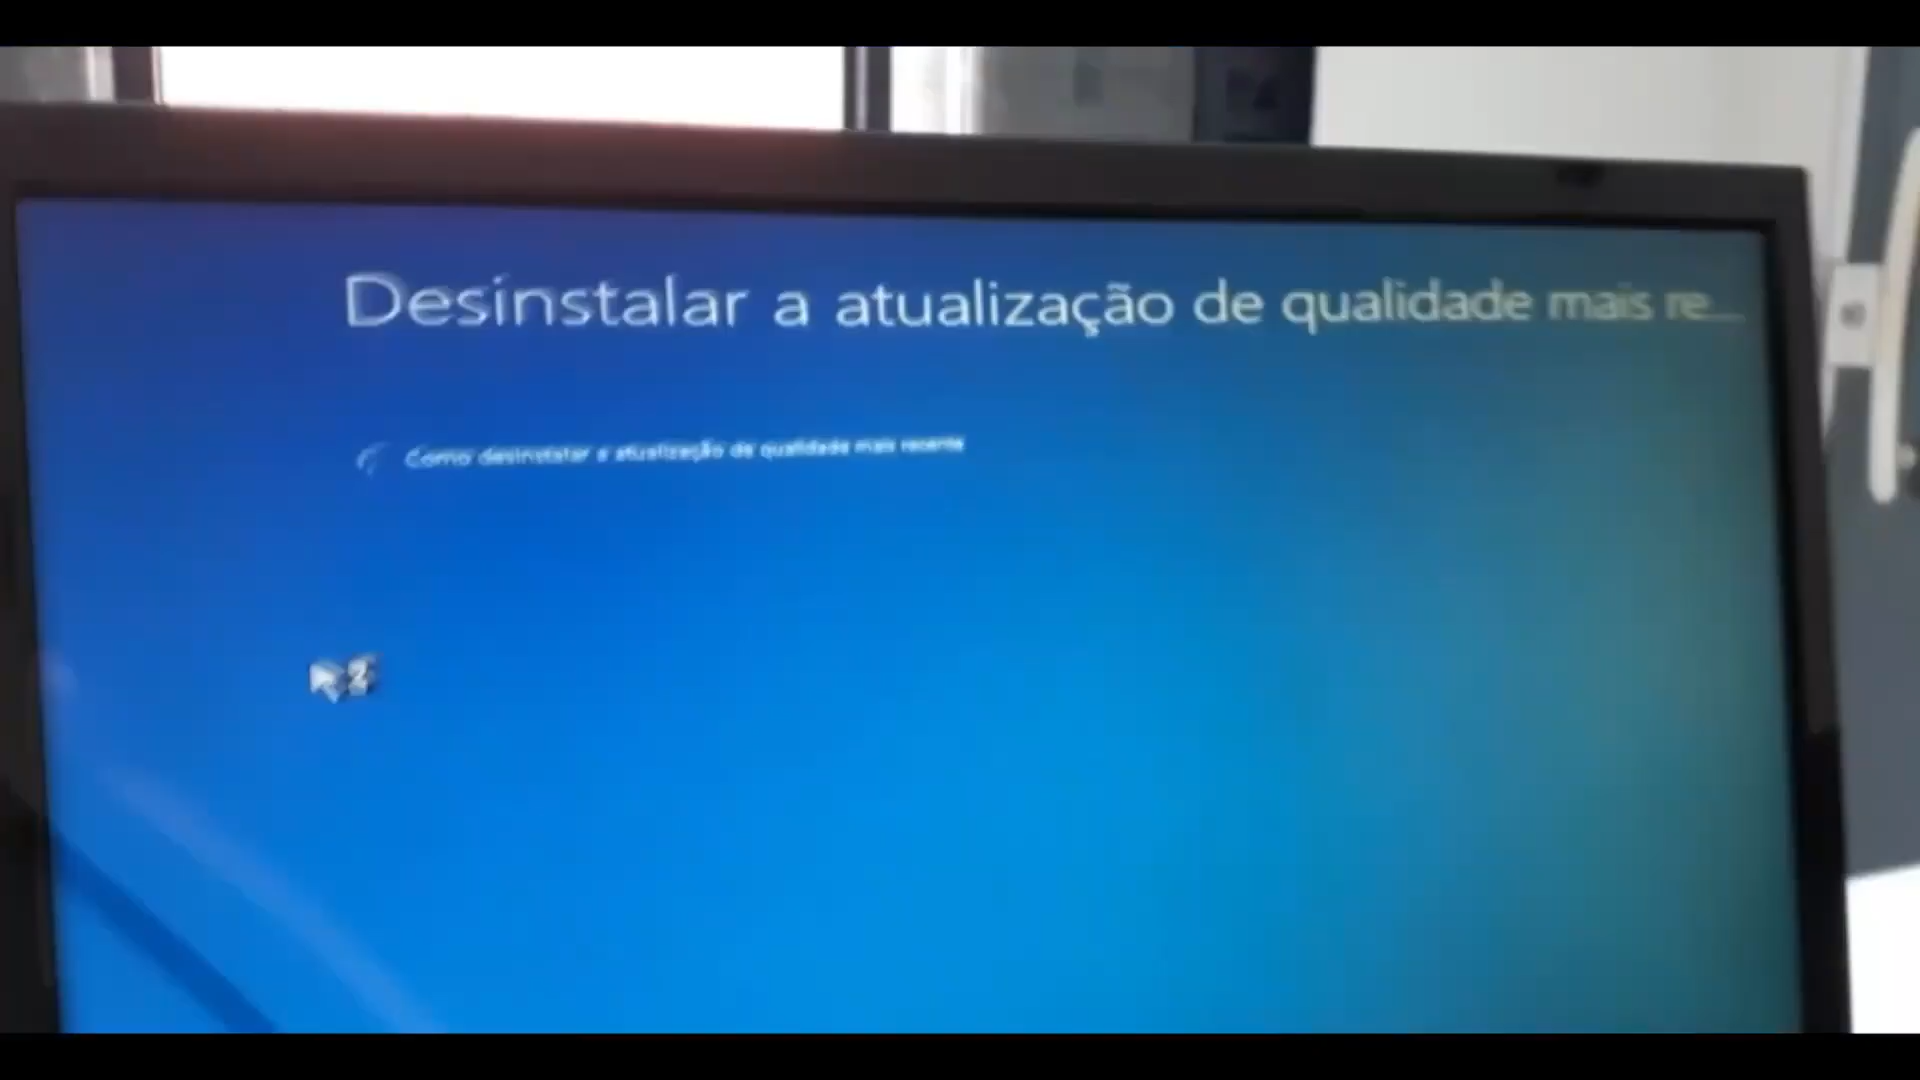 Desinstalar a atualização de qualidade mais re...
Como desinstalar a atualização de qualidade mais recente